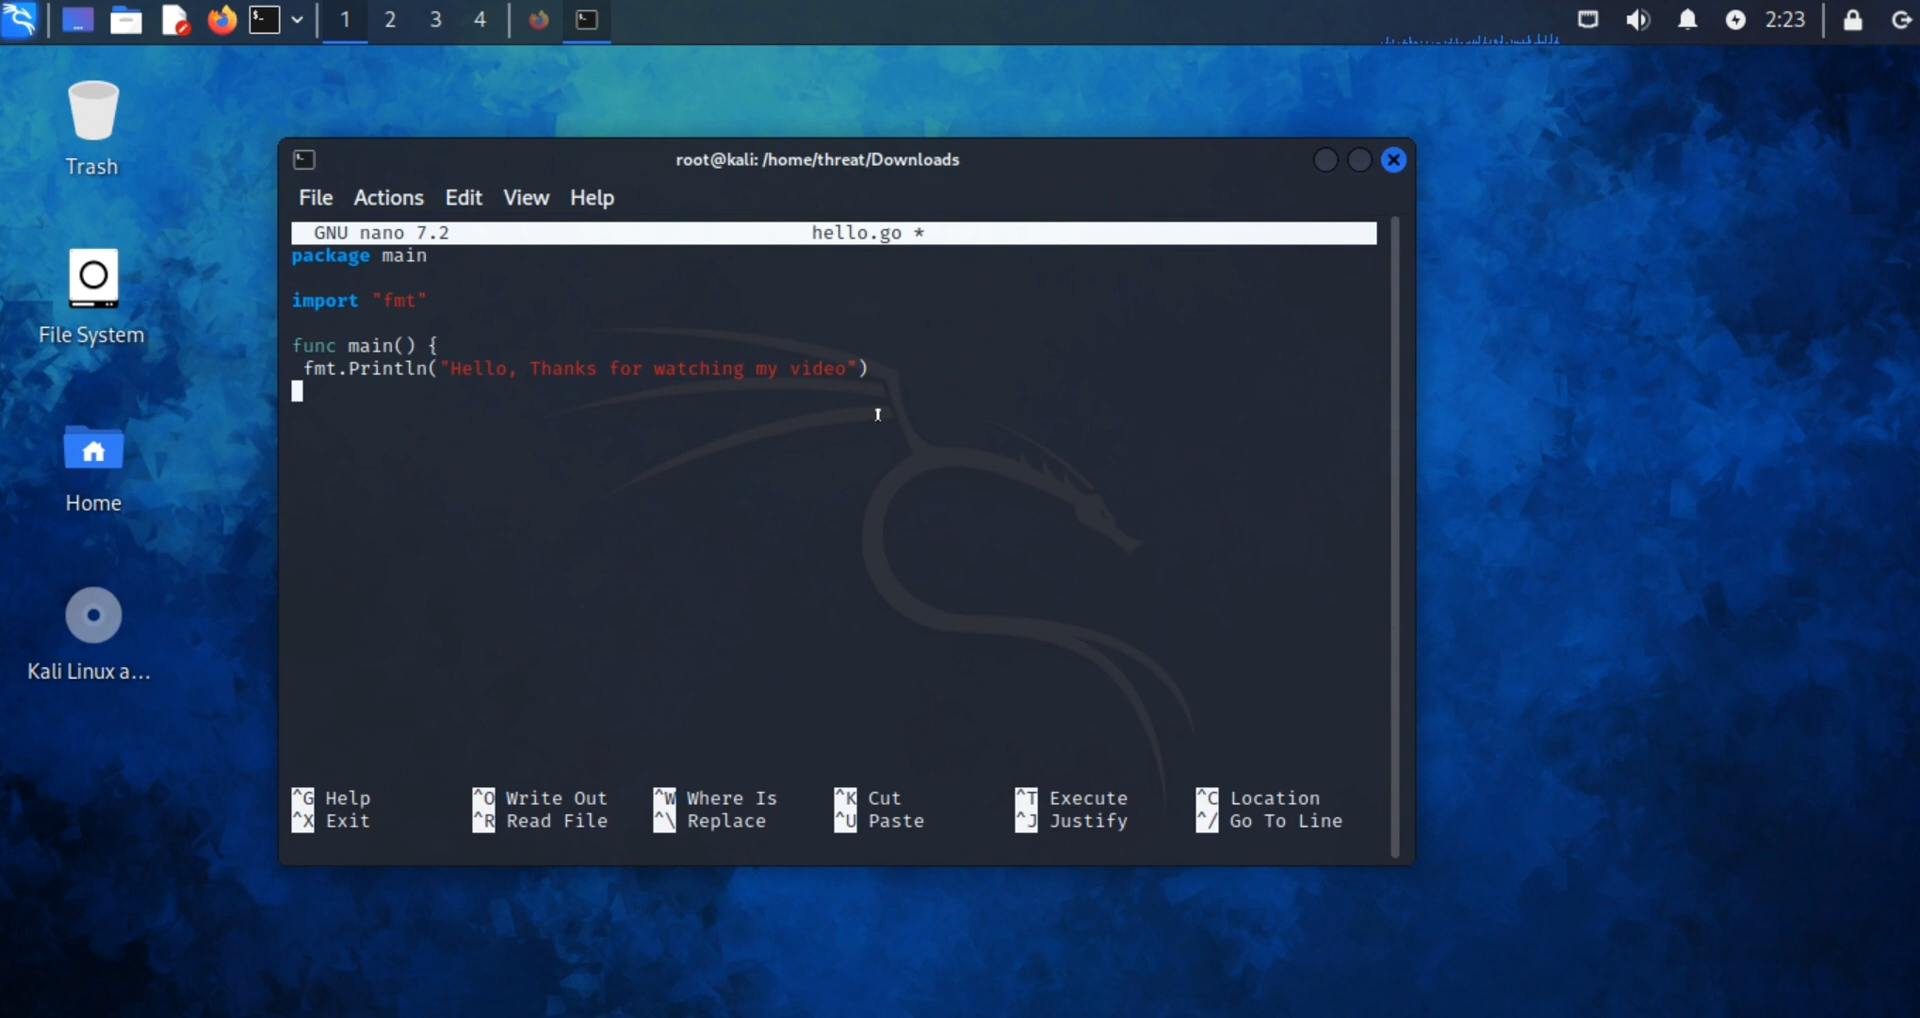 1 2 3 4 2:23
Trash
File System
Home
Kali Linux a...
root@kali: /home/threat/Downloads
File Actions Edit View Help
GNU nano 7.2 hello.go *
package main
import "fmt"
func main() {
fmt.Println("Hello, Thanks for watching my video")
^G Help ^O Write Out ^W Where Is ^K Cut ^T Execute ^C Location
^X Exit ^R Read File ^\ Replace ^U Paste ^J Justify ^/ Go To Line